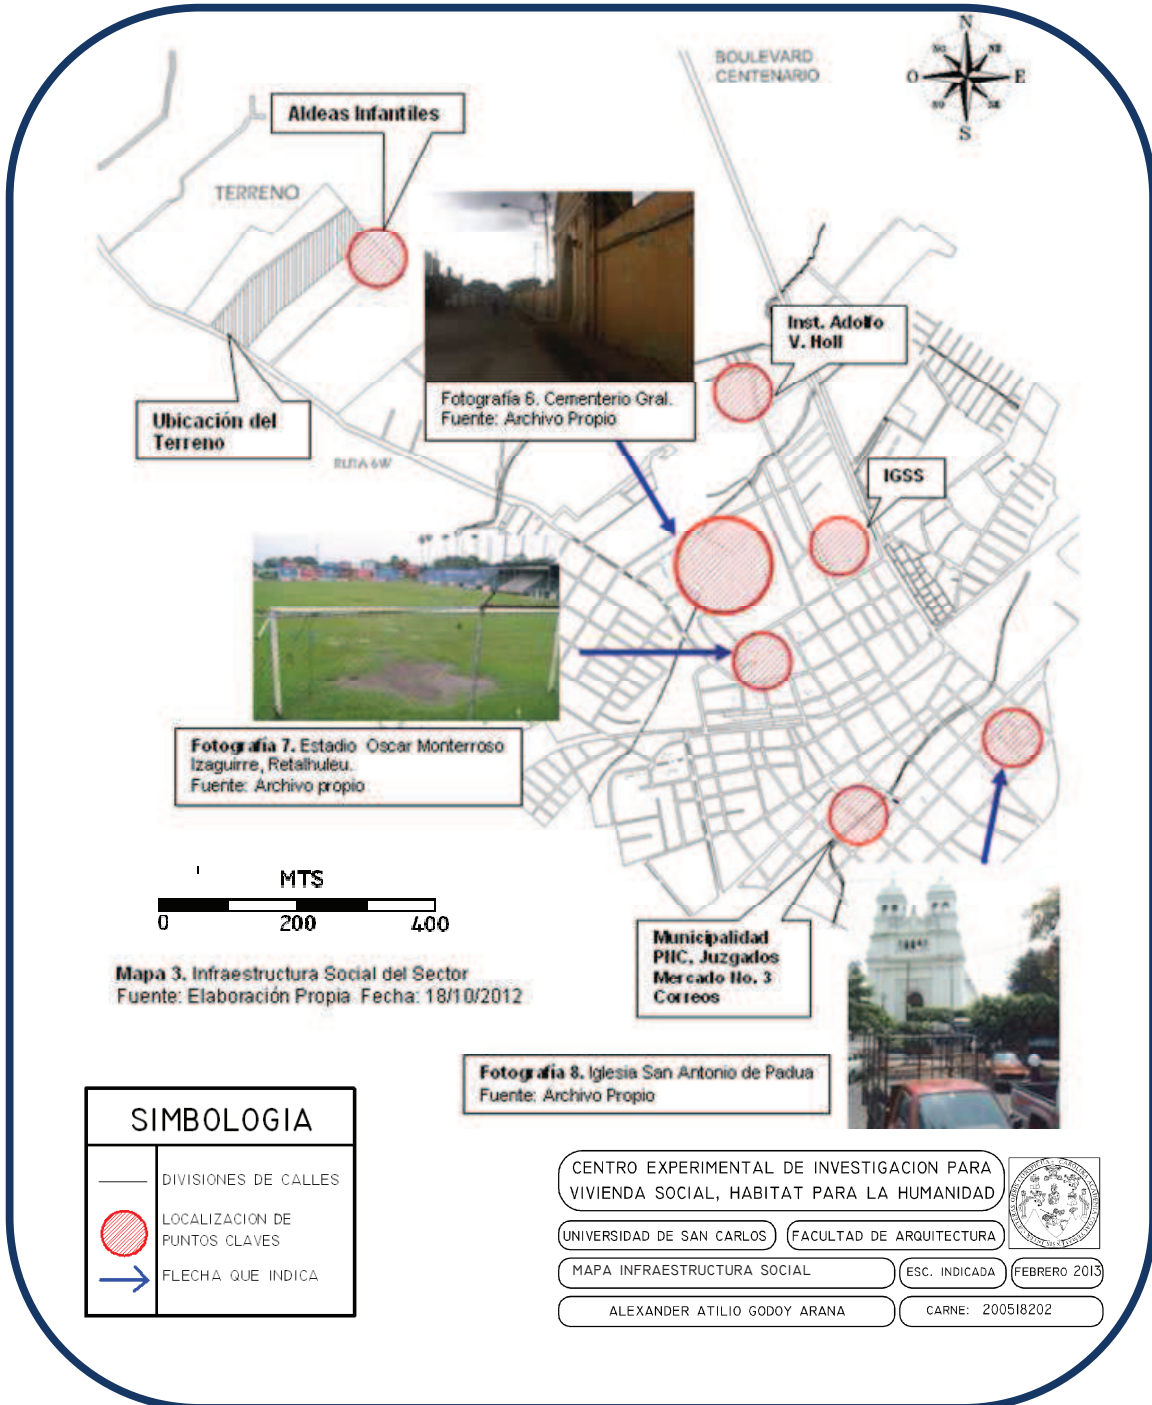 BOULEVARD
CENTENARIO
N
NO
NE
O
E
SO
SE
S
Aldeas Infantiles
TERRENO
Inst. Adolfo
V. Holl
Fotografía 6. Cementerio Gral.
Fuente: Archivo Propio
Ubicación del
Terreno
RUTA 6W
IGSS
Fotografía 7. Estadio Oscar Monterroso
Izaguirre, Retalhuleu.
Fuente: Archivo propio
MTS
0 200 400
Municipalidad
PNC, Juzgados
Mercado No. 3
Correos
Mapa 3. Infraestructura Social del Sector
Fuente: Elaboración Propia Fecha: 18/10/2012
Fotografía 8. Iglesia San Antonio de Padua
Fuente: Archivo Propio
SIMBOLOGIA
DIVISIONES DE CALLES
LOCALIZACION DE
PUNTOS CLAVES
FLECHA QUE INDICA
CENTRO EXPERIMENTAL DE INVESTIGACION PARA
VIVIENDA SOCIAL, HABITAT PARA LA HUMANIDAD
UNIVERSIDAD DE SAN CARLOS
FACULTAD DE ARQUITECTURA
MAPA INFRAESTRUCTURA SOCIAL
ESC. INDICADA
FEBRERO 2013
ALEXANDER ATILIO GODOY ARANA
CARNE: 200518202